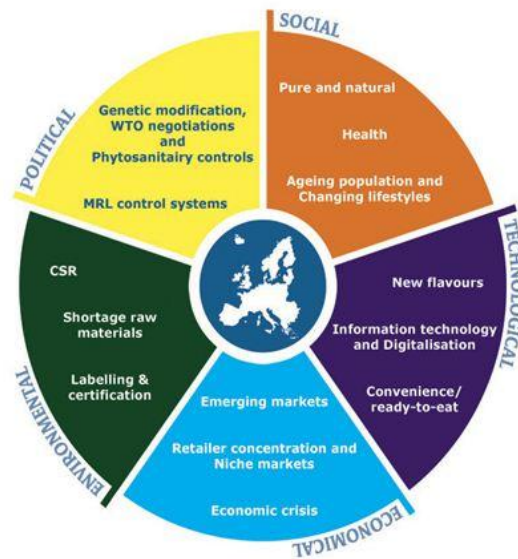 SOCIAL
Pure and natural
Health
Ageing population and
Changing lifestyles
TECHNOLOGICAL
New flavours
Information technology
and Digitalisation
Convenience/
ready-to-eat
ECONOMICAL
Emerging markets
Retailer concentration and
Niche markets
Economic crisis
ENVIRONMENTAL
CSR
Shortage raw
materials
Labelling &
certification
POLITICAL
Genetic modification,
WTO negotiations
and
Phytosanitairy controls
MRL control systems